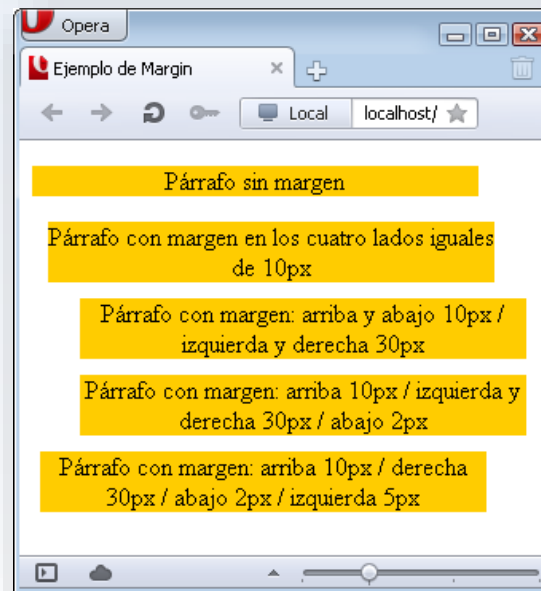 Opera
Ejemplo de Margin
Local localhost/
Párrafo sin margen
Párrafo con margen en los cuatro lados iguales
de 10px
Párrafo con margen: arriba y abajo 10px /
izquierda y derecha 30px
Párrafo con margen: arriba 10px / izquierda y
derecha 30px / abajo 2px
Párrafo con margen: arriba 10px / derecha
30px / abajo 2px / izquierda 5px